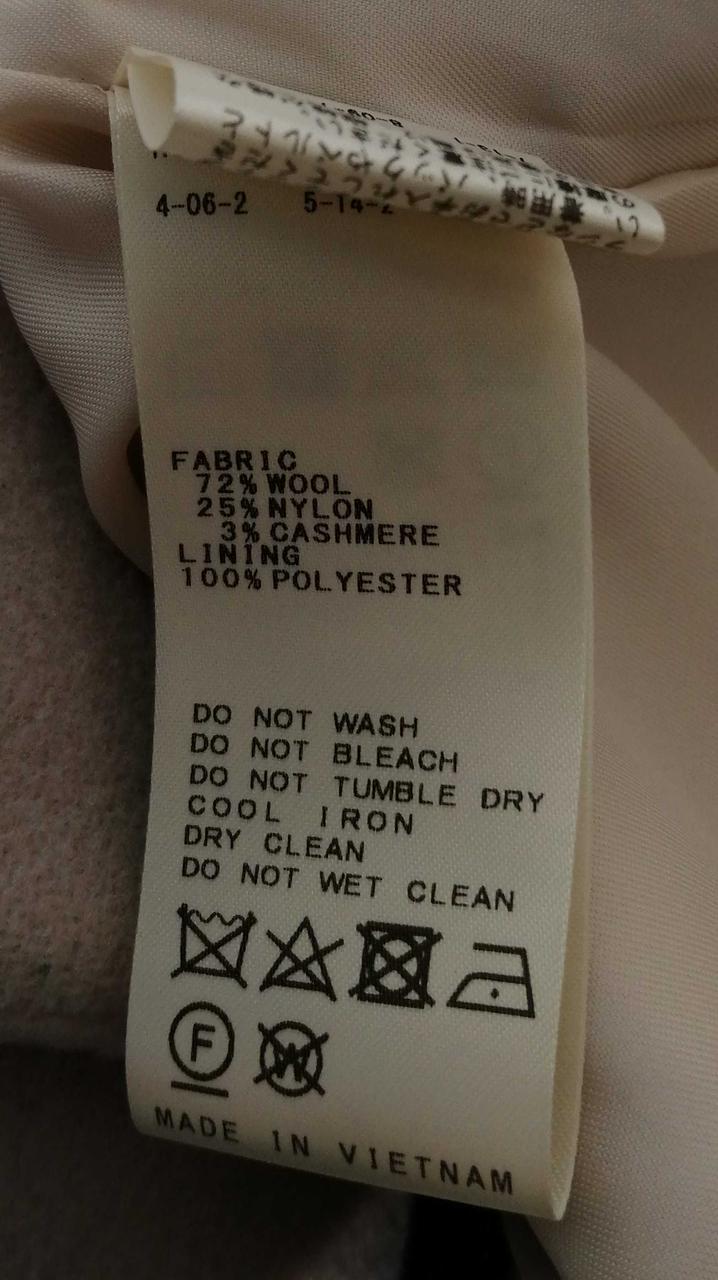 4-06-2 5-14-2
FABRIC
72% WOOL
25% NYLON
3% CASHMERE
LINING
100% POLYESTER
DO NOT WASH
DO NOT BLEACH
DO NOT TUMBLE DRY
COOL IRON
DRY CLEAN
DO NOT WET CLEAN
F W
MADE IN VIETNAM